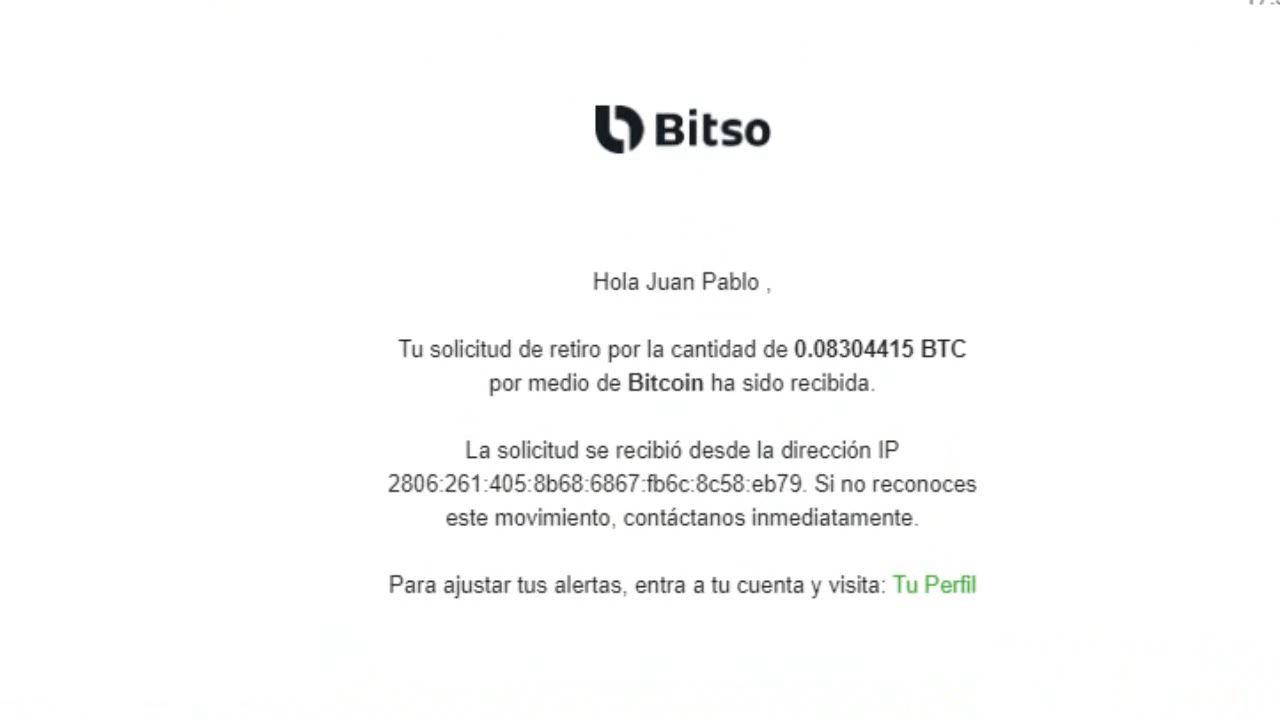 Bitso
Hola Juan Pablo ,
Tu solicitud de retiro por la cantidad de 0.08304415 BTC
por medio de Bitcoin ha sido recibida.
La solicitud se recibió desde la dirección IP
2806:261:405:8b68:6867:fb6c:8c58:eb79. Si no reconoces
este movimiento, contáctanos inmediatamente.
Para ajustar tus alertas, entra a tu cuenta y visita: Tu Perfil